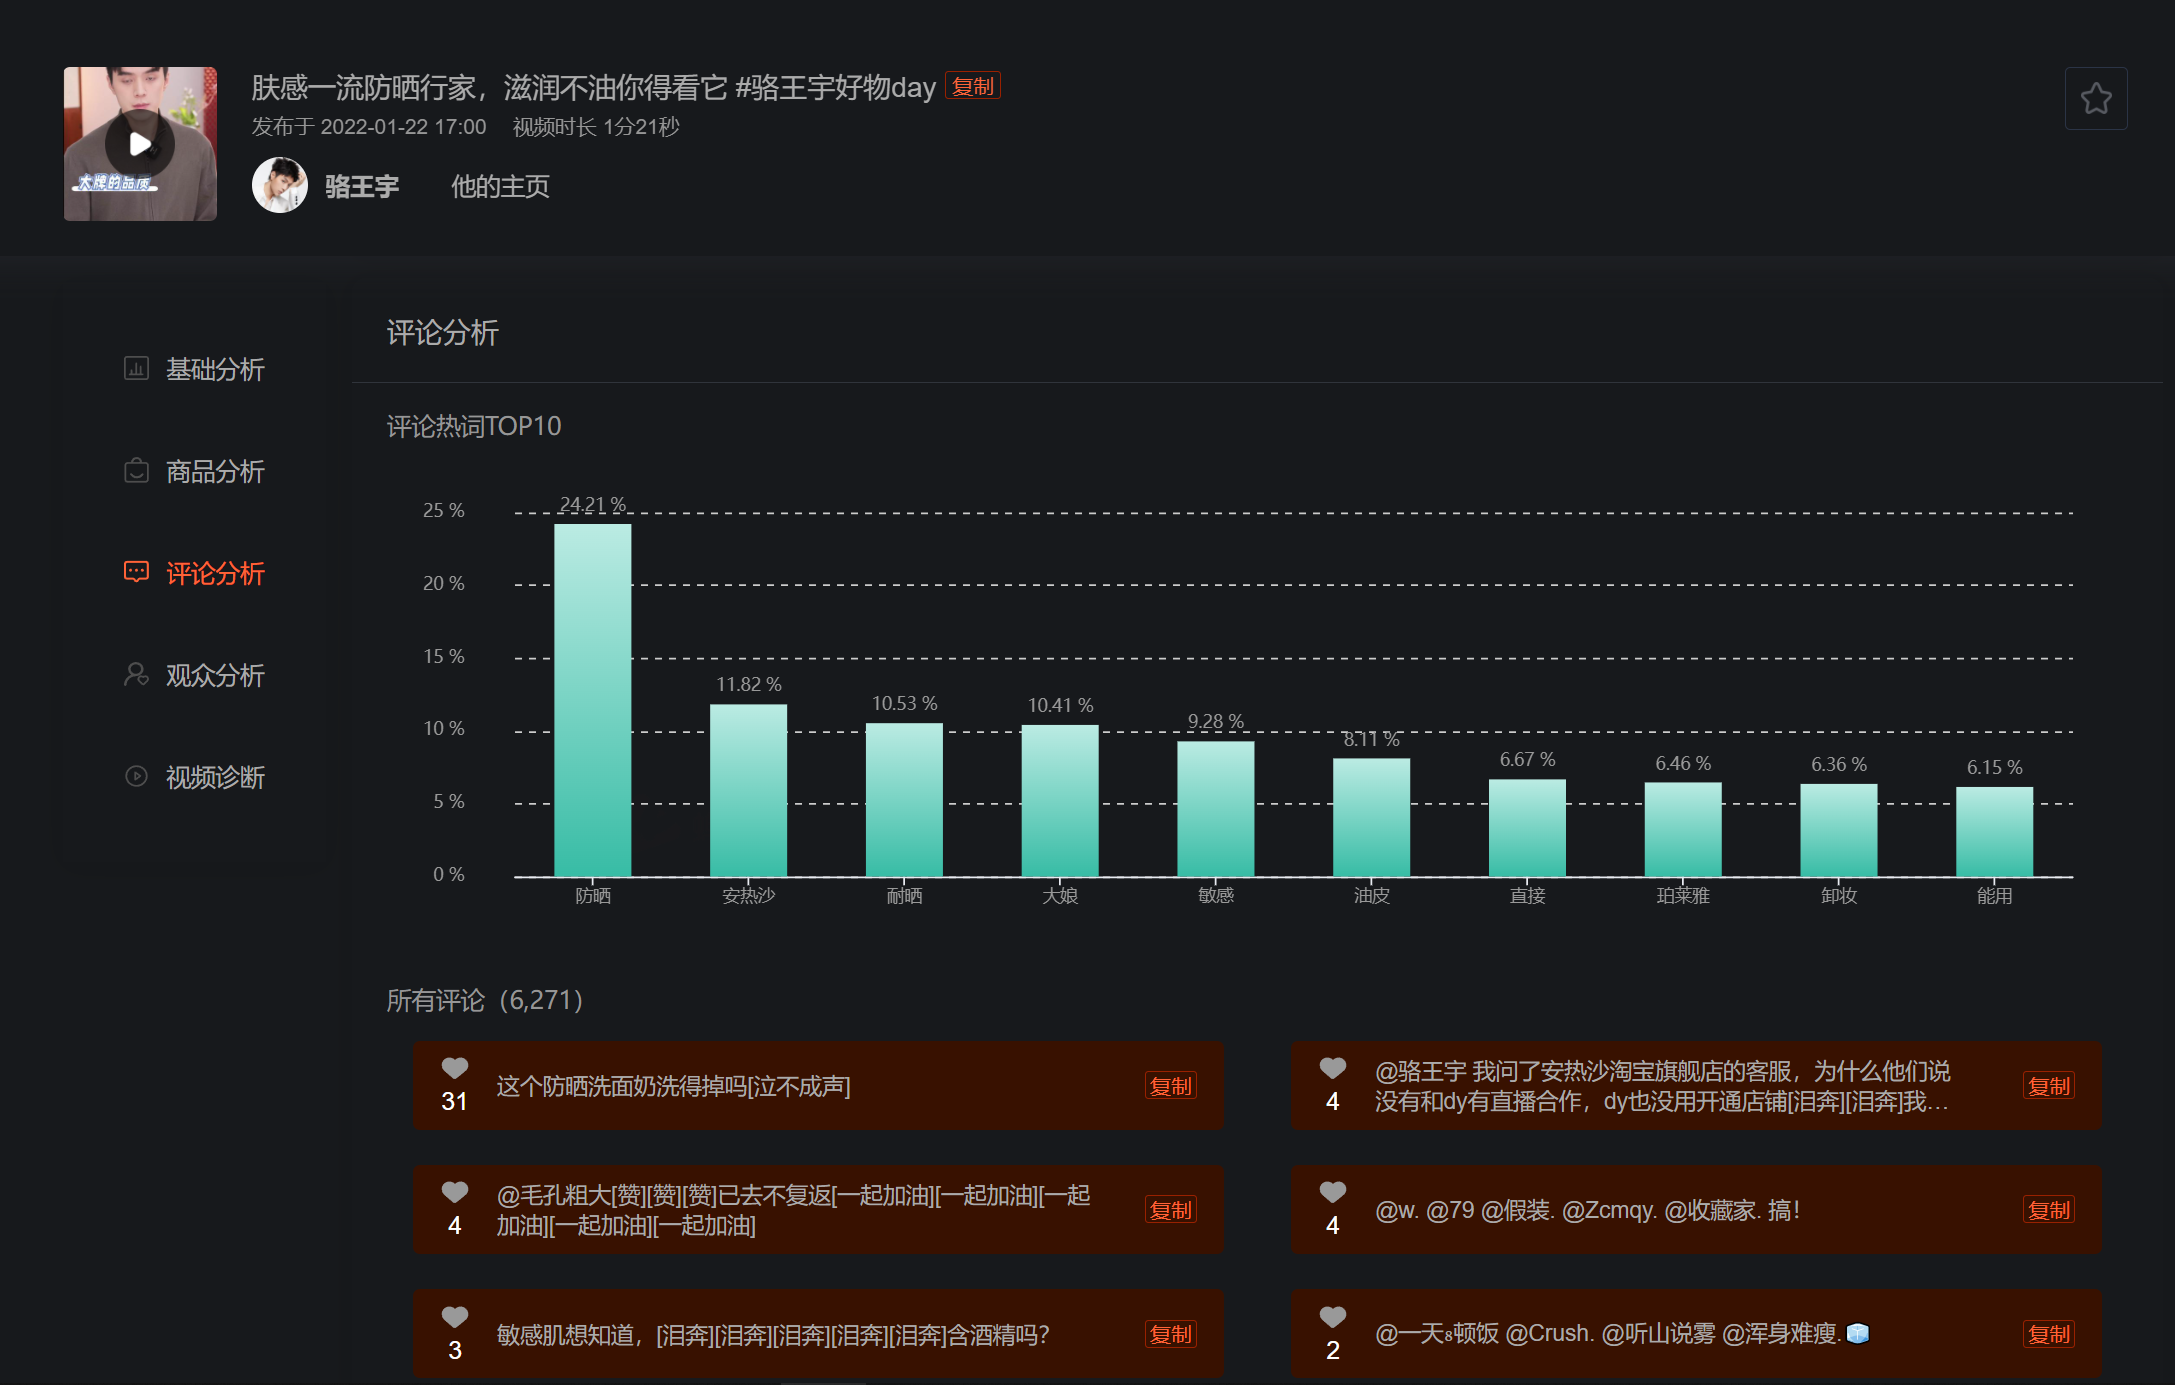 肤感一流防晒行家，滋润不油你得看它 #骆王宇好物day 复制
发布于 2022-01-22 17:00 视频时长 1分21秒
大牌的品质
骆王宇 他的主页
基础分析
商品分析
评论分析
观众分析
视频诊断
评论分析
评论热词TOP10
25 %
20 %
15 %
10 %
5 %
0 %
24.21 %
11.82 %
10.53 %
10.41 %
9.28 %
8.11 %
6.67 %
6.46 %
6.36 %
6.15 %
防晒 安热沙 耐晒 大娘 敏感 油皮 直接 珀莱雅 卸妆 能用
所有评论（6,271）
31 这个防晒洗面奶洗得掉吗[泣不成声] 复制
4 @骆王宇 我问了安热沙淘宝旗舰店的客服，为什么他们说
没有和dy有直播合作，dy也没用开通店铺[泪奔][泪奔]我… 复制
4 @毛孔粗大[赞][赞][赞]已去不复返[一起加油][一起加油][一起
加油][一起加油][一起加油] 复制
4 @w. @79 @假装. @Zcmqy. @收藏家. 搞！ 复制
3 敏感肌想知道，[泪奔][泪奔][泪奔][泪奔][泪奔]含酒精吗？ 复制
2 @一天8顿饭 @Crush. @听山说雾 @浑身难瘦.🧊 复制